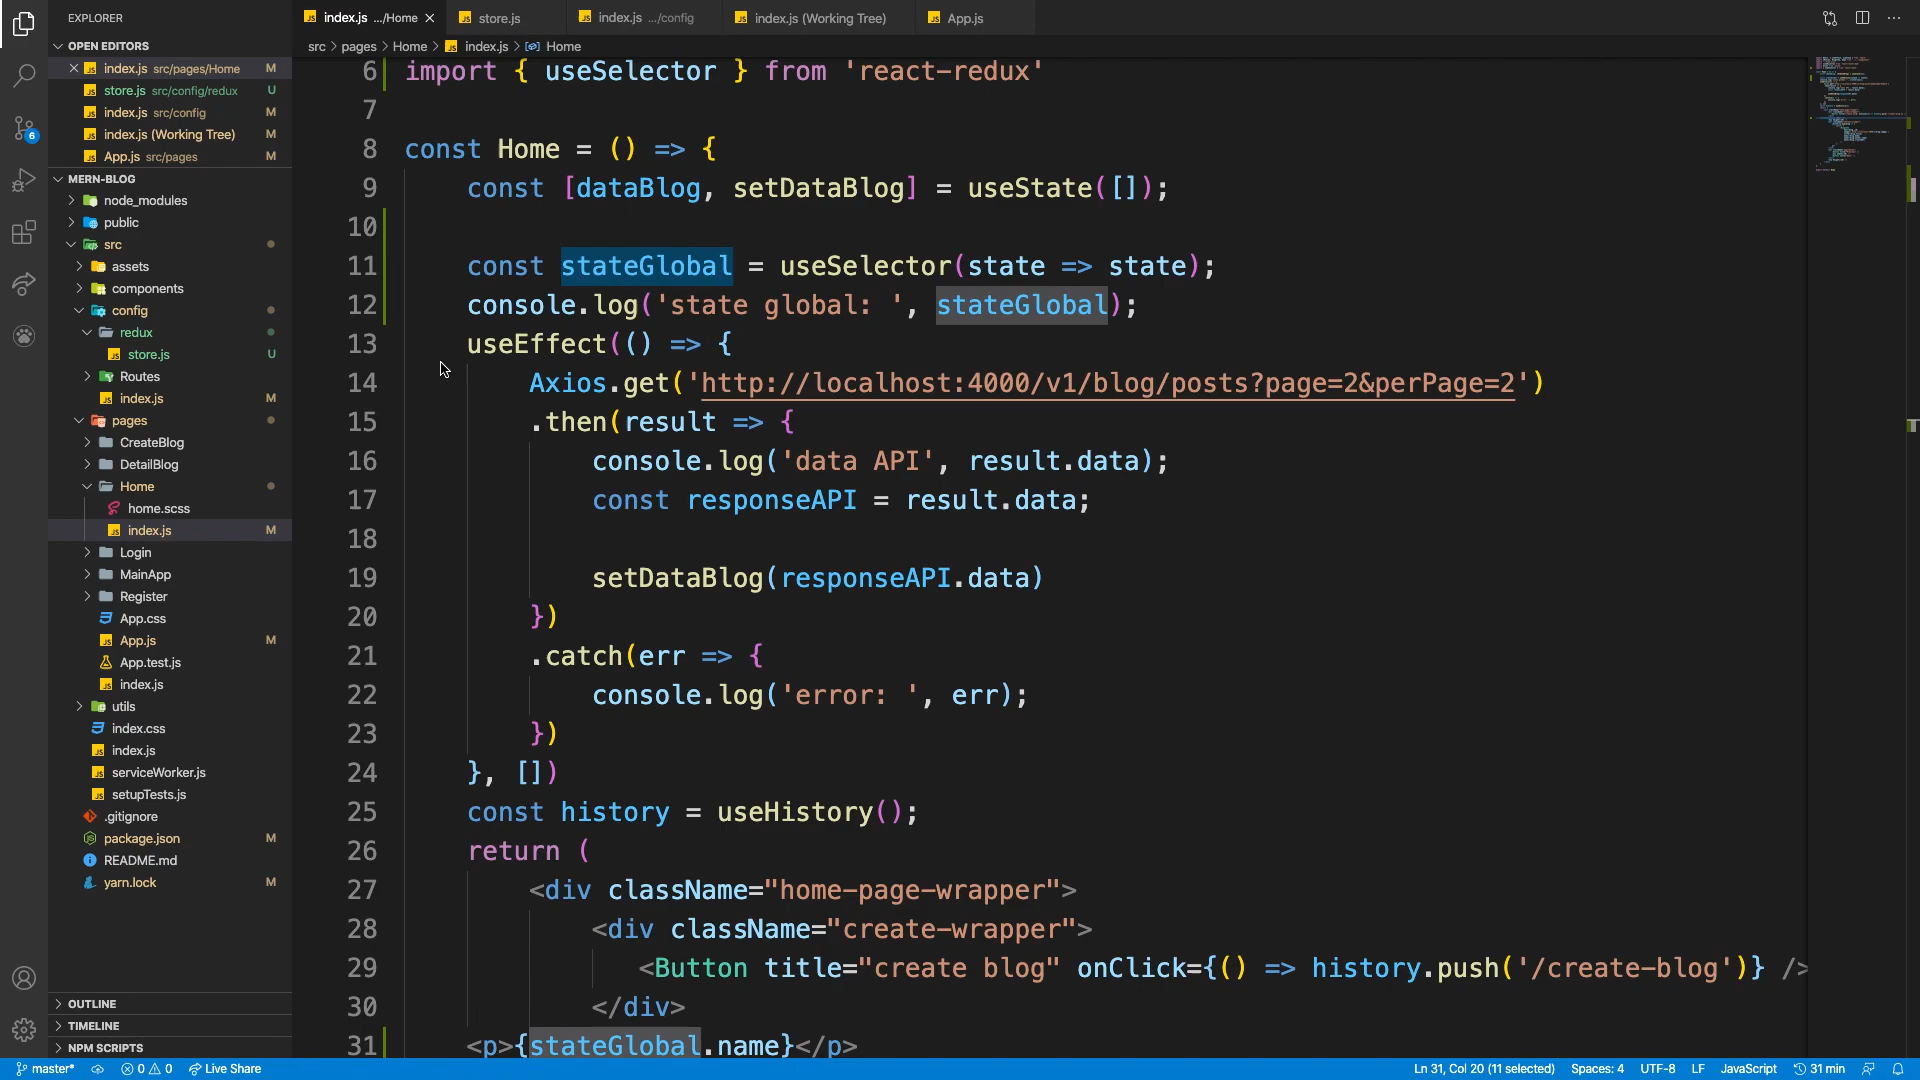 EXPLORER
index.js .../Home
store.js
index.js .../config
index.js (Working Tree)
App.js
src > pages > Home > index.js > Home
OPEN EDITORS
index.js src/pages/Home M
store.js src/config/redux U
index.js src/config M
index.js (Working Tree) M
App.js src/pages M
MERN-BLOG
node_modules
public
src
assets
components
config
redux
store.js U
Routes
index.js M
pages
CreateBlog
DetailBlog
Home
home.scss
index.js M
Login
MainApp
Register
App.css
App.js M
App.test.js
index.js
utils
index.css
index.js
serviceWorker.js
setupTests.js
.gitignore
package.json M
README.md
yarn.lock M
OUTLINE
TIMELINE
NPM SCRIPTS
6
6 import { useSelector } from 'react-redux'
7
8 const Home = () => {
9 const [dataBlog, setDataBlog] = useState([]);
10
11 const stateGlobal = useSelector(state => state);
12 console.log('state global: ', stateGlobal);
13 useEffect(() => {
14 Axios.get('http://localhost:4000/v1/blog/posts?page=2&perPage=2')
15 .then(result => {
16 console.log('data API', result.data);
17 const responseAPI = result.data;
18
19 setDataBlog(responseAPI.data)
20 })
21 .catch(err => {
22 console.log('error: ', err);
23 })
24 }, [])
25 const history = useHistory();
26 return (
27 <div className="home-page-wrapper">
28 <div className="create-wrapper">
29 <Button title="create blog" onClick={() => history.push('/create-blog')} />
30 </div>
31 <p>{stateGlobal.name}</p>
master* 0 0 Live Share
Ln 31, Col 20 (11 selected) Spaces: 4 UTF-8 LF JavaScript 31 min